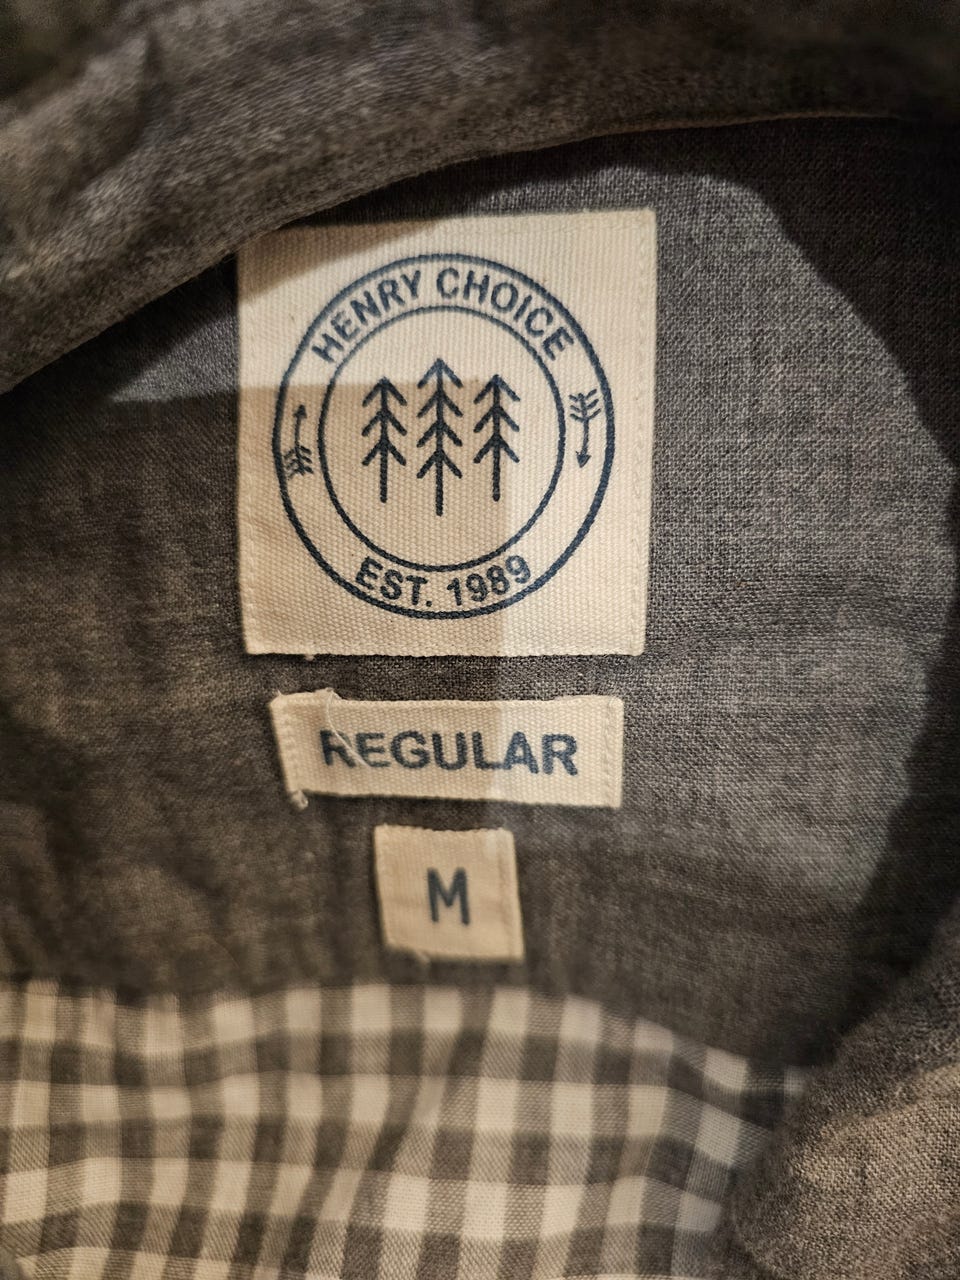 HENRY CHOICE
EST. 1989
REGULAR
M